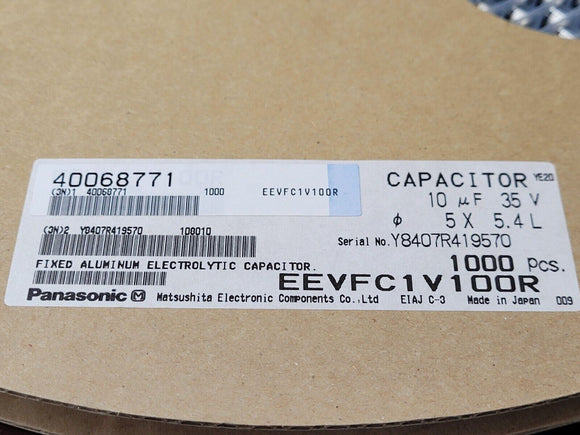 40068771
(3N)1 40068771 1000 EEVFC1V100R
CAPACITOR YE20
10 μF 35 V
φ 5 X 5.4 L
(3N)2 Y8407R419570 100010
Serial No. Y8407R419570
FIXED ALUMINUM ELECTROLYTIC CAPACITOR.
1000 pcs.
EEVFC1V100R
Panasonic M Matsushita Electronic Components Co.,Ltd EIAJ C-3 Made in Japan 009